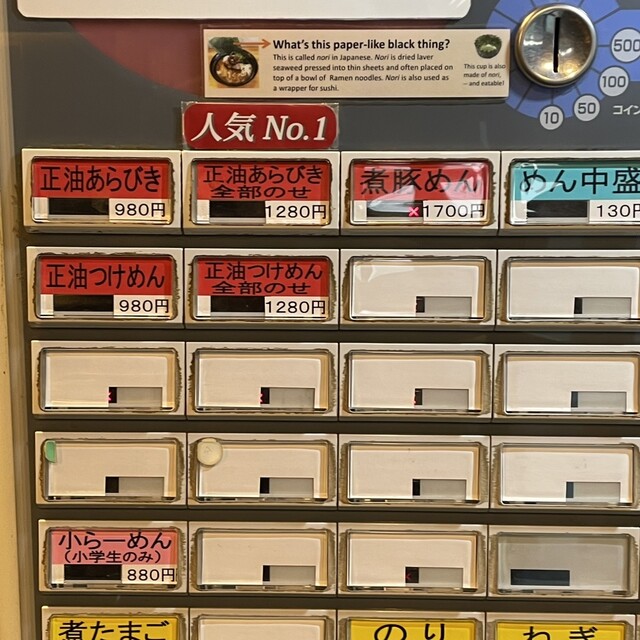 What's this paper-like black thing?
This is called nori in Japanese. Nori is dried laver
seaweed pressed into thin sheets and often placed on
top of a bowl of Ramen noodles. Nori is also used as
a wrapper for sushi.
This cup is also
made of nori,
-- and eatable!
500
100
50
10
コイン
人気 No.1
正油あらびき
980円
正油あらびき
全部のせ
1280円
煮豚めん
×1700円
めん中盛
130円
正油つけめん
980円
正油つけめん
全部のせ
1280円
小らーめん
(小学生のみ)
880円
煮たまご
のり
ねぎ